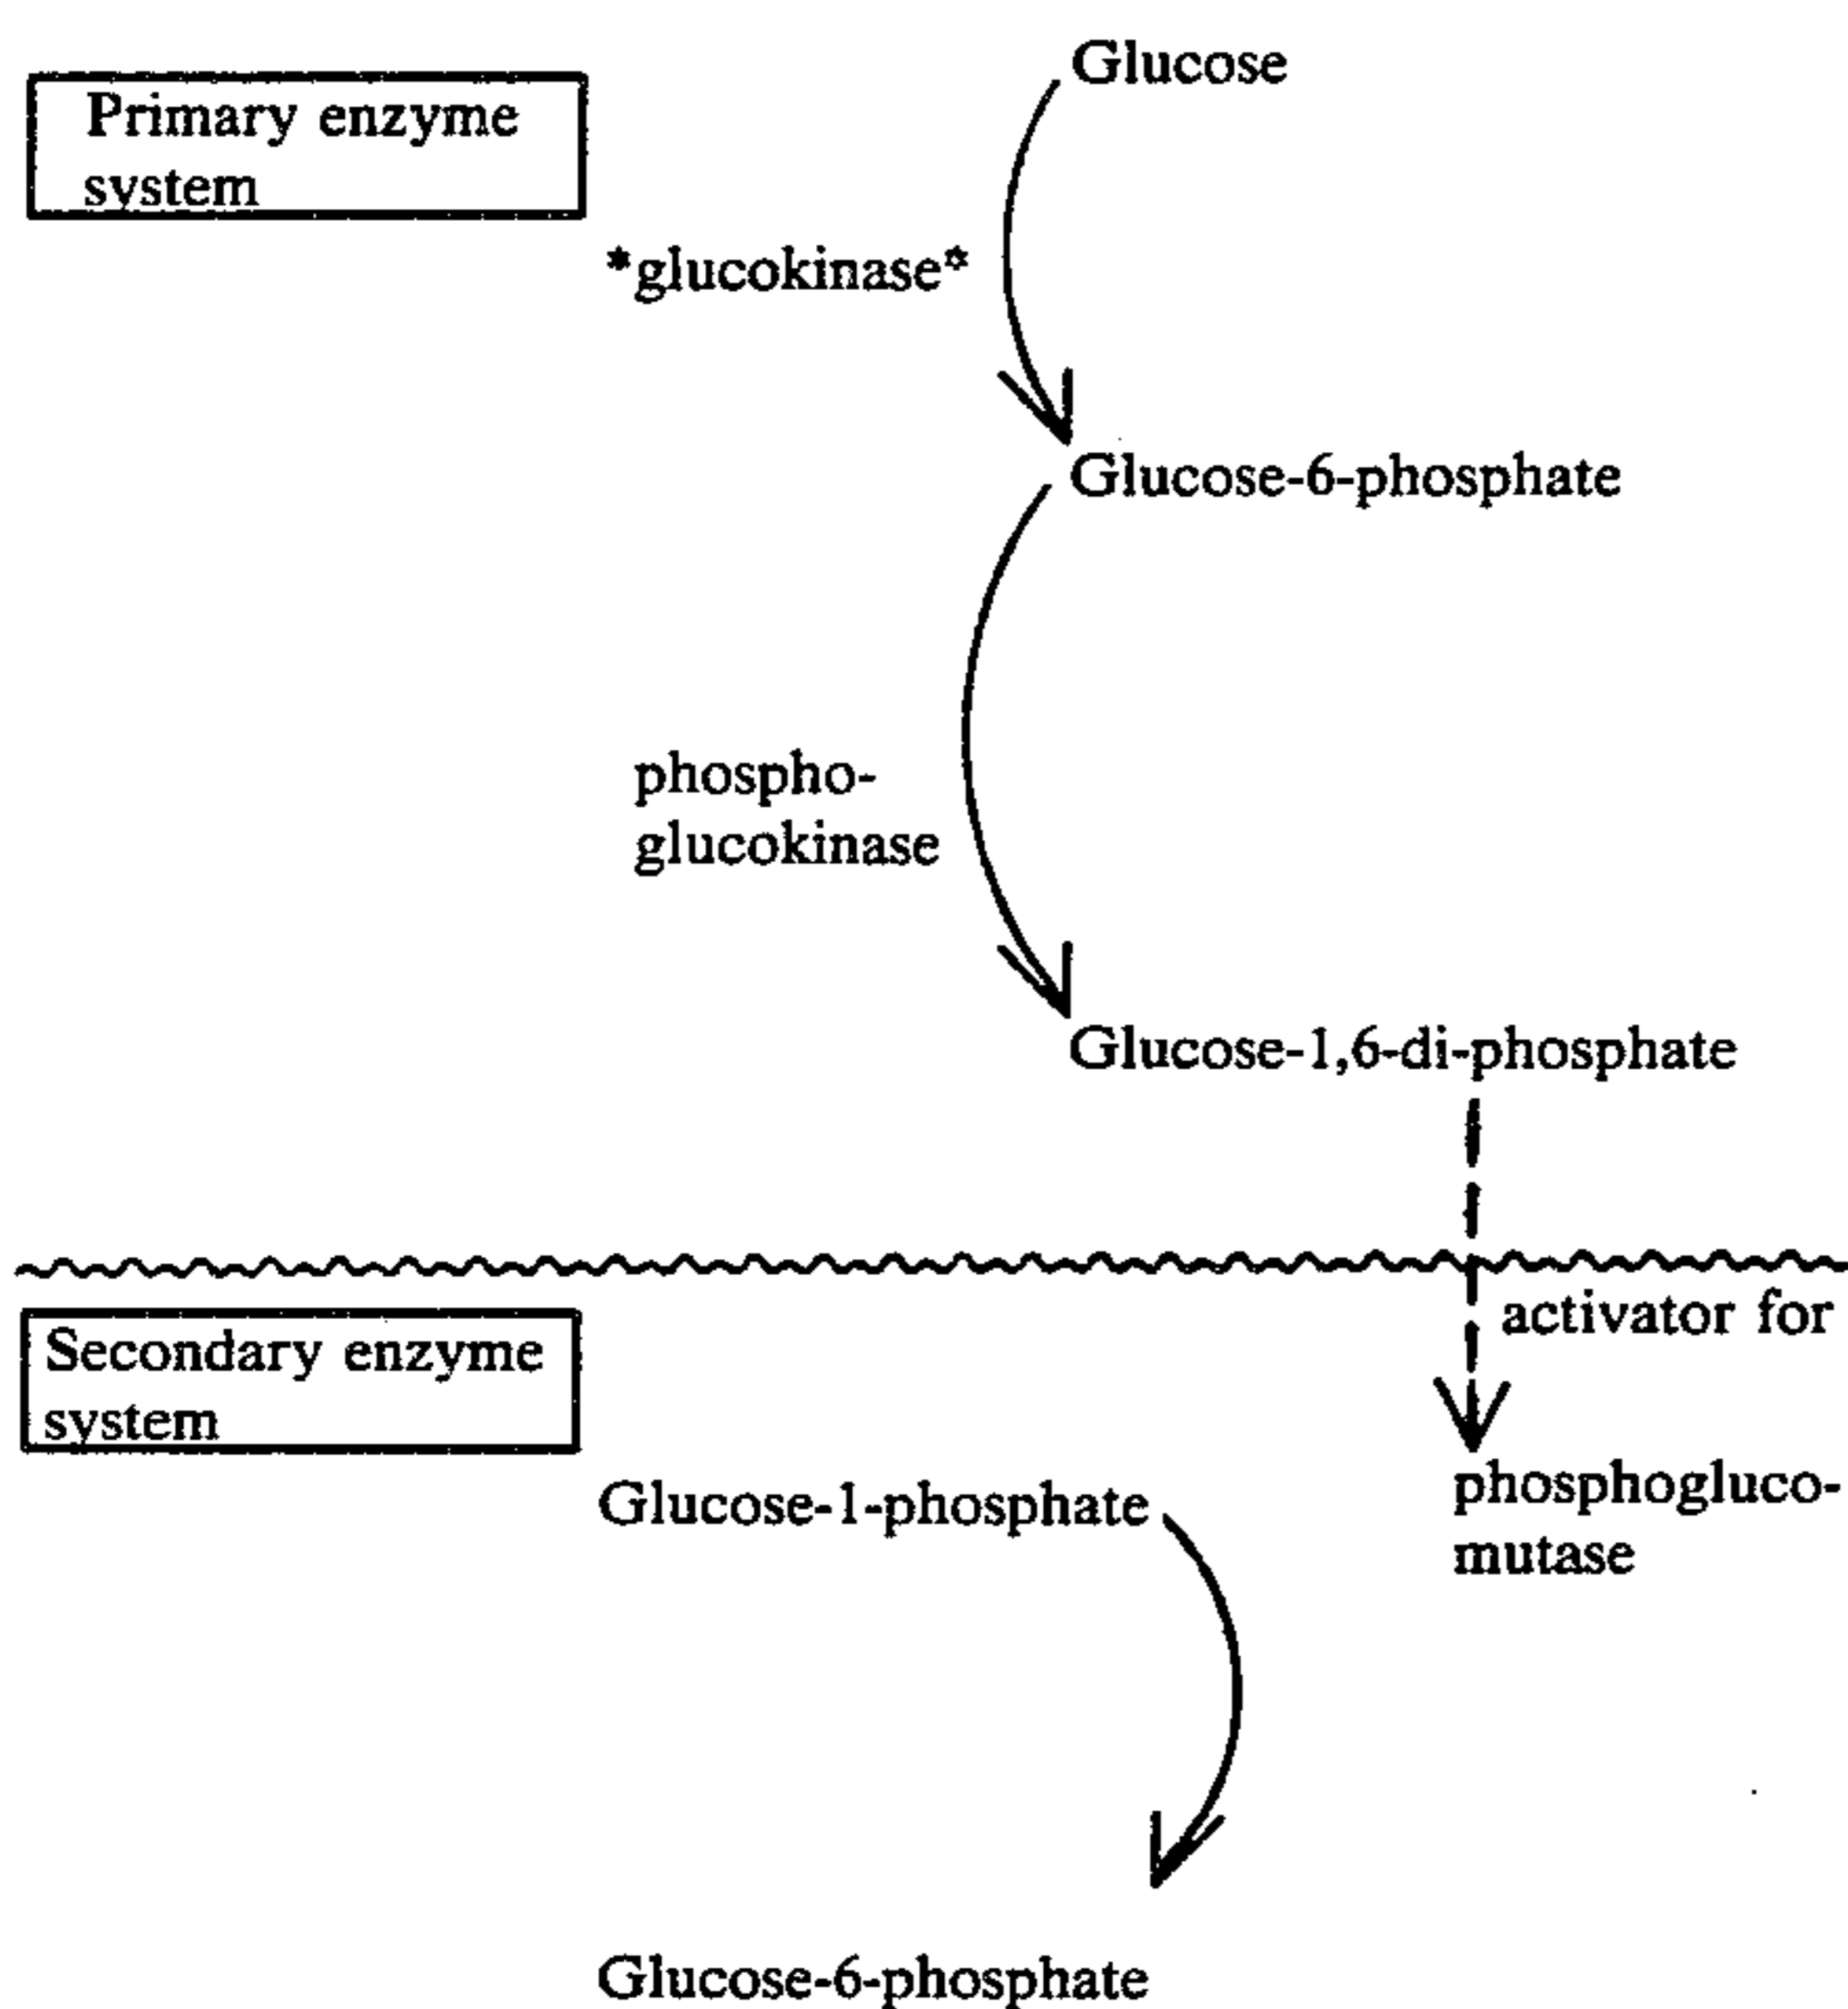 Glucose
Primary enzyme
system
*glucokinase*
Glucose-6-phosphate
phospho-
glucokinase
Glucose-1,6-di-phosphate
activator for
Secondary enzyme
system
phosphogluco-
mutase
Glucose-1-phosphate
Glucose-6-phosphate